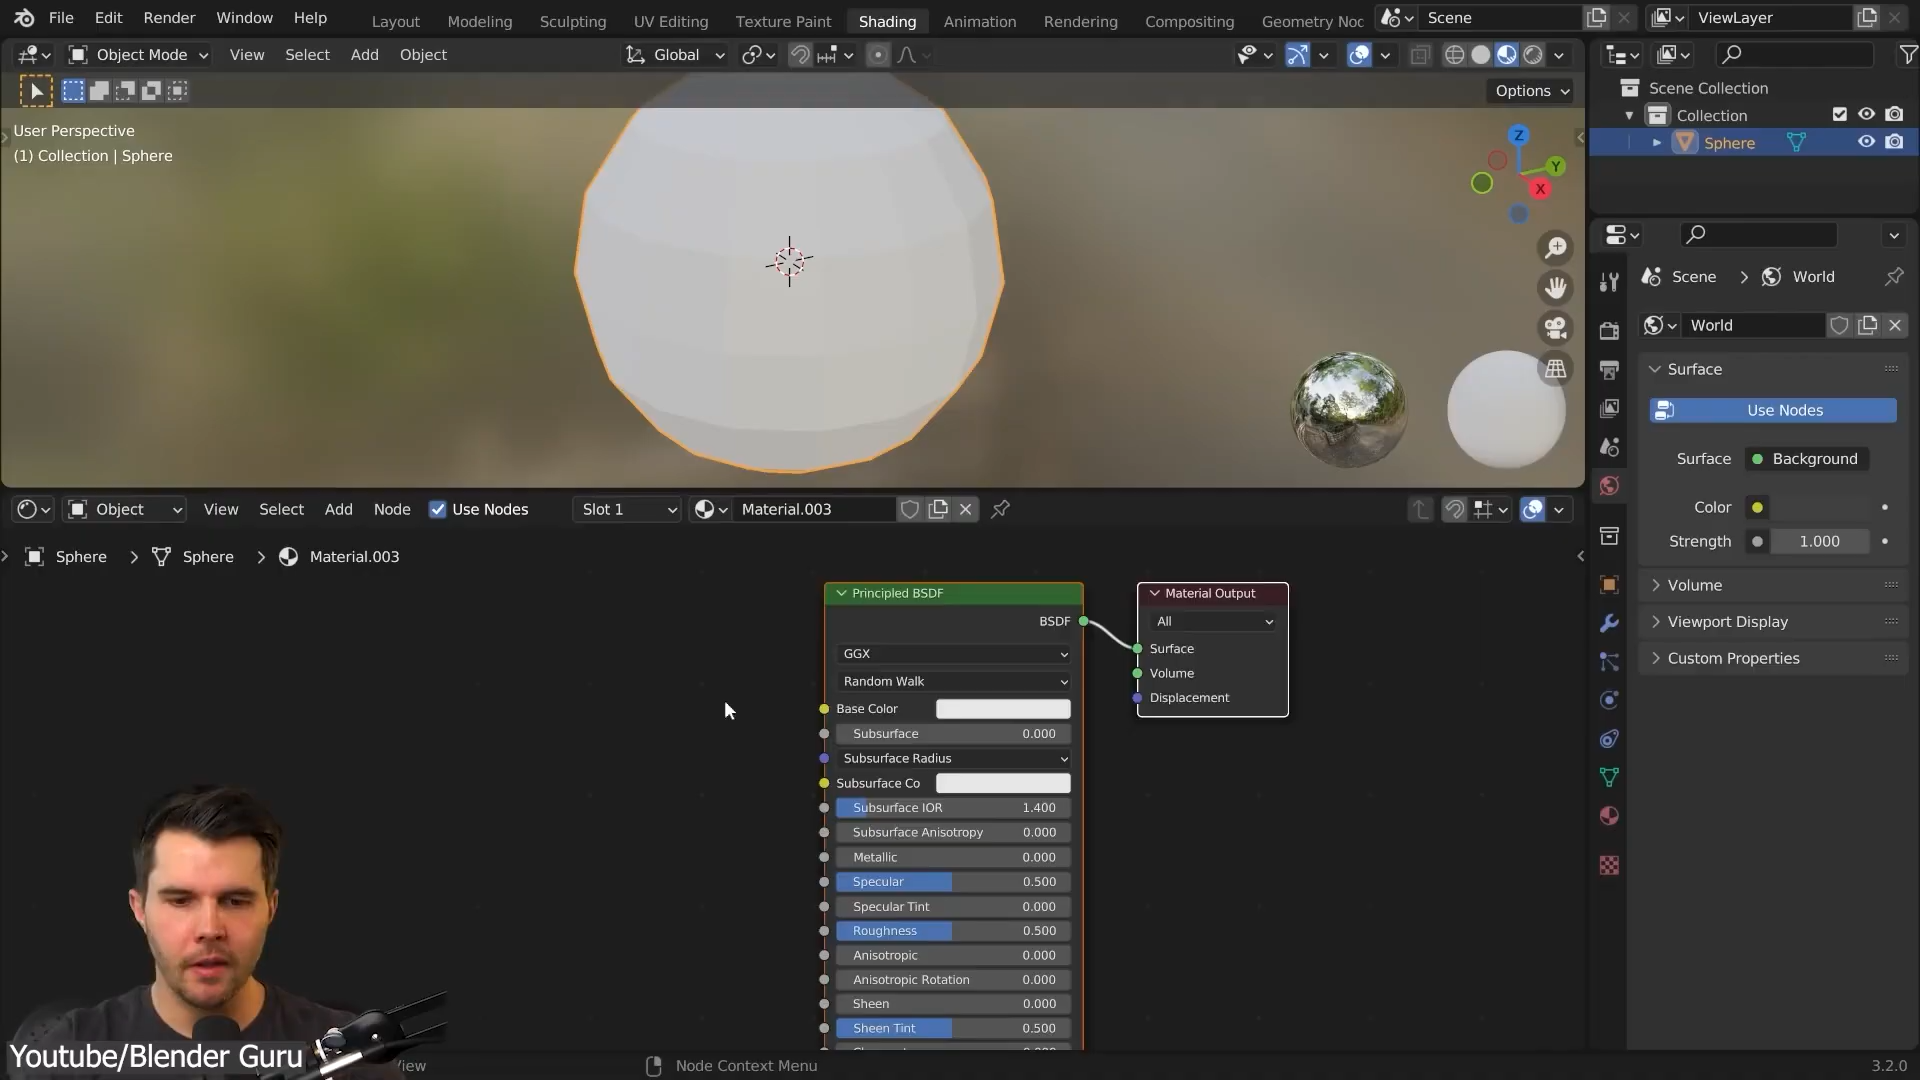 File Edit Render Window Help
Layout Modeling Sculpting UV Editing Texture Paint Shading Animation Rendering Compositing Geometry Noc
Scene
ViewLayer
Object Mode View Select Add Object
Global
Options
User Perspective
(1) Collection | Sphere
Z
Y
X
Scene Collection
Collection
Sphere
Scene > World
World
Surface
Use Nodes
Surface Background
Color
Strength 1.000
Volume
Viewport Display
Custom Properties
Object View Select Add Node Use Nodes Slot 1 Material.003
Sphere > Sphere > Material.003
Principled BSDF
BSDF
GGX
Random Walk
Base Color
Subsurface 0.000
Subsurface Radius
Subsurface Co
Subsurface IOR 1.400
Subsurface Anisotropy 0.000
Metallic 0.000
Specular 0.500
Specular Tint 0.000
Roughness 0.500
Anisotropic 0.000
Anisotropic Rotation 0.000
Sheen 0.000
Sheen Tint 0.500
Material Output
All
Surface
Volume
Displacement
Youtube/Blender Guru
Node Context Menu
3.2.0